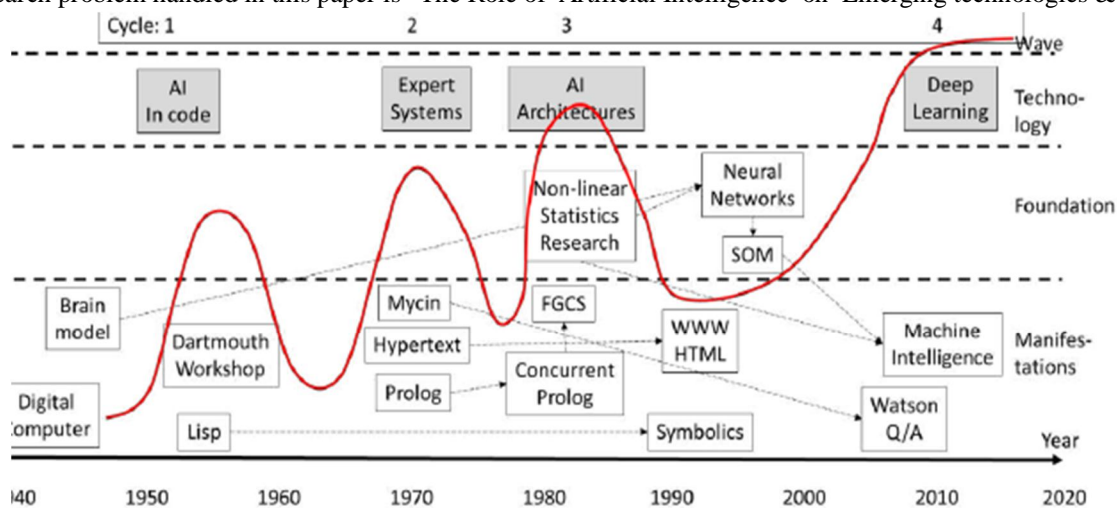 search problem handled in this paper is "The Role of 'Artificial Intelligence' on 'Emerging technologies &
Cycle: 1 2 3 4
Wave
AI
In code
Expert
Systems
AI
Architectures
Deep
Learning
Techno-
logy
Non-linear
Statistics
Research
Neural
Networks
SOM
Foundation
Brain
model
Dartmouth
Workshop
Mycin
Hypertext
Prolog
FGCS
Concurrent
Prolog
WWW
HTML
Machine
Intelligence
Manifes-
tations
Digital
Computer
Lisp
Symbolics
Watson
Q/A
Year
940 1950 1960 1970 1980 1990 2000 2010 2020